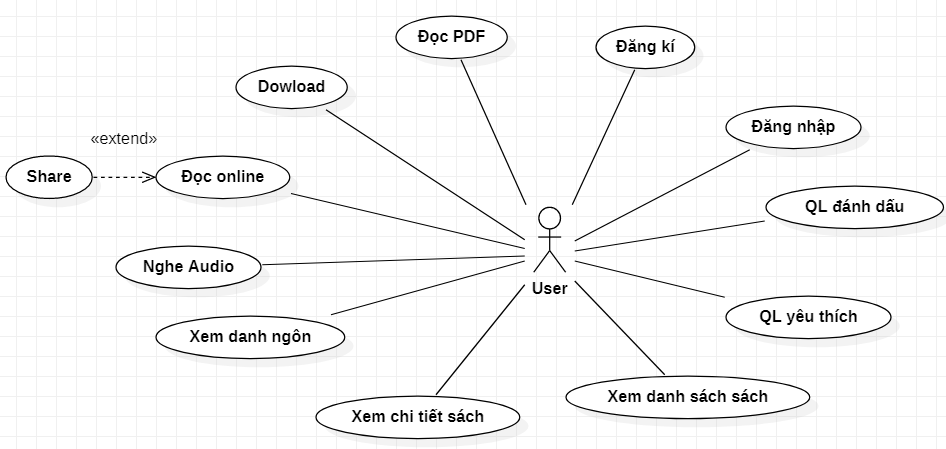 Đọc PDF
Đăng kí
Dowload
Đăng nhập
«extend»
Share
Đọc online
QL đánh dấu
Nghe Audio
User
QL yêu thích
Xem danh ngôn
Xem danh sách sách
Xem chi tiết sách